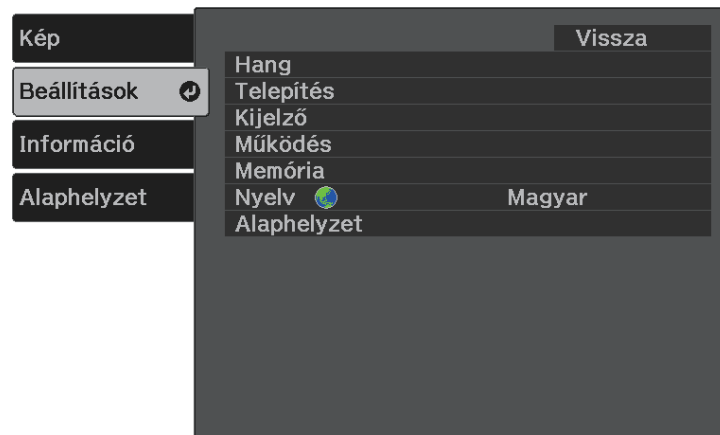 Kép
Beállítások
Információ
Alaphelyzet
Vissza
Hang
Telepítés
Kijelző
Működés
Memória
Nyelv Magyar
Alaphelyzet